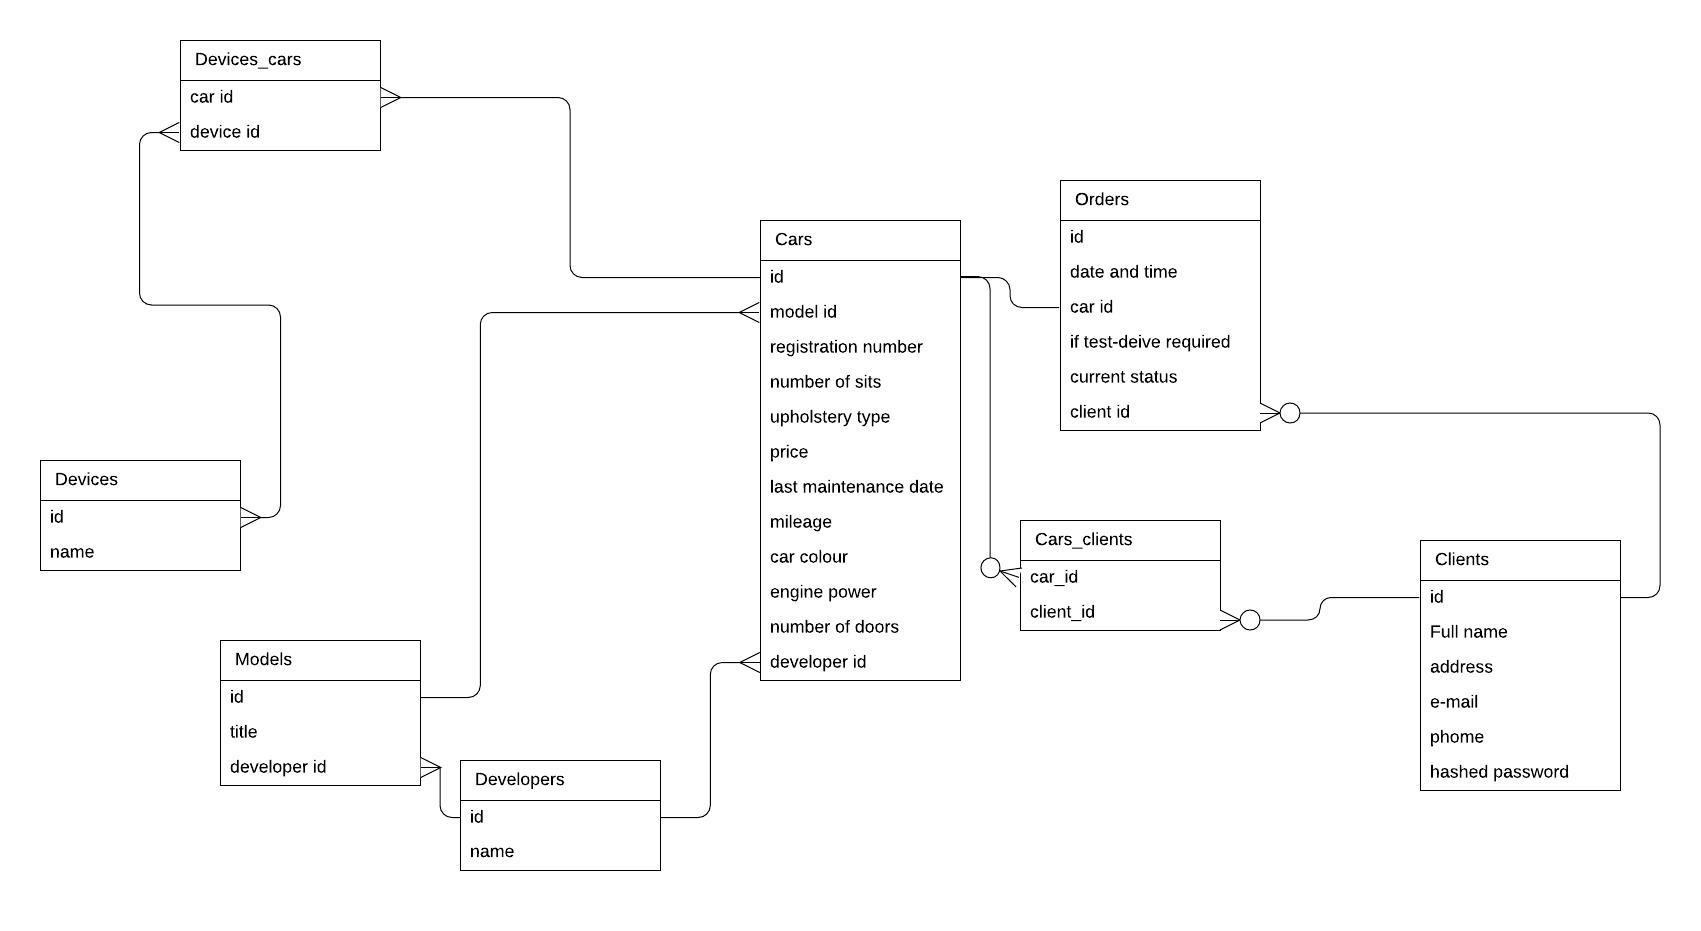 Devices_cars
car id
device id
Orders
id
date and time
car id
if test-deive required
current status
client id
Cars
id
model id
registration number
number of sits
upholstery type
price
last maintenance date
mileage
car colour
engine power
number of doors
developer id
Devices
id
name
Cars_clients
car_id
client_id
Clients
id
Full name
address
e-mail
phome
hashed password
Models
id
title
developer id
Developers
id
name